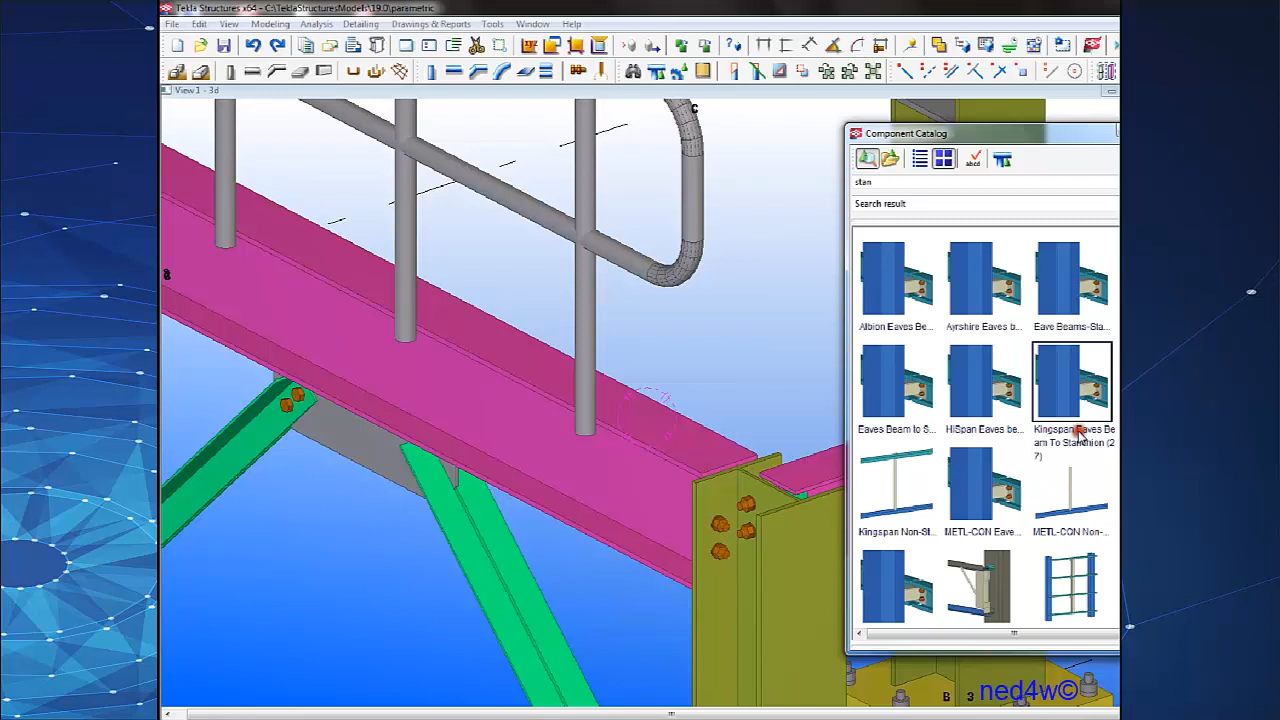 Tekla Structures x64 - C:\TeklaStructuresModels\19.0\parametric
File Edit View Modeling Analysis Detailing Drawings & Reports Tools Window Help
View 1 - 3d
C
Component Catalog
abcd
stan
Search result
Albion Eaves Be... Ayrshire Eaves b... Eave Beams-Sta...
Eaves Beam to S... HISpan Eaves be... Kingspan Eaves Be
am To Stanchion (2
7)
Kingspan Non-St... METL-CON Eave... METL-CON Non-...
B 3 ned4w©